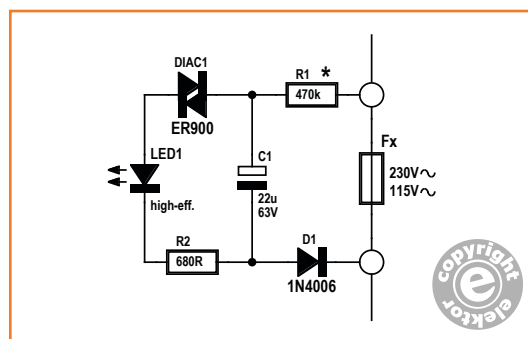 DIAC1
ER900
R1 *
470k
LED1
high-eff.
C1
22u
63V
Fx
230V~
115V~
R2
680R
D1
1N4006
copyright
e
elektor